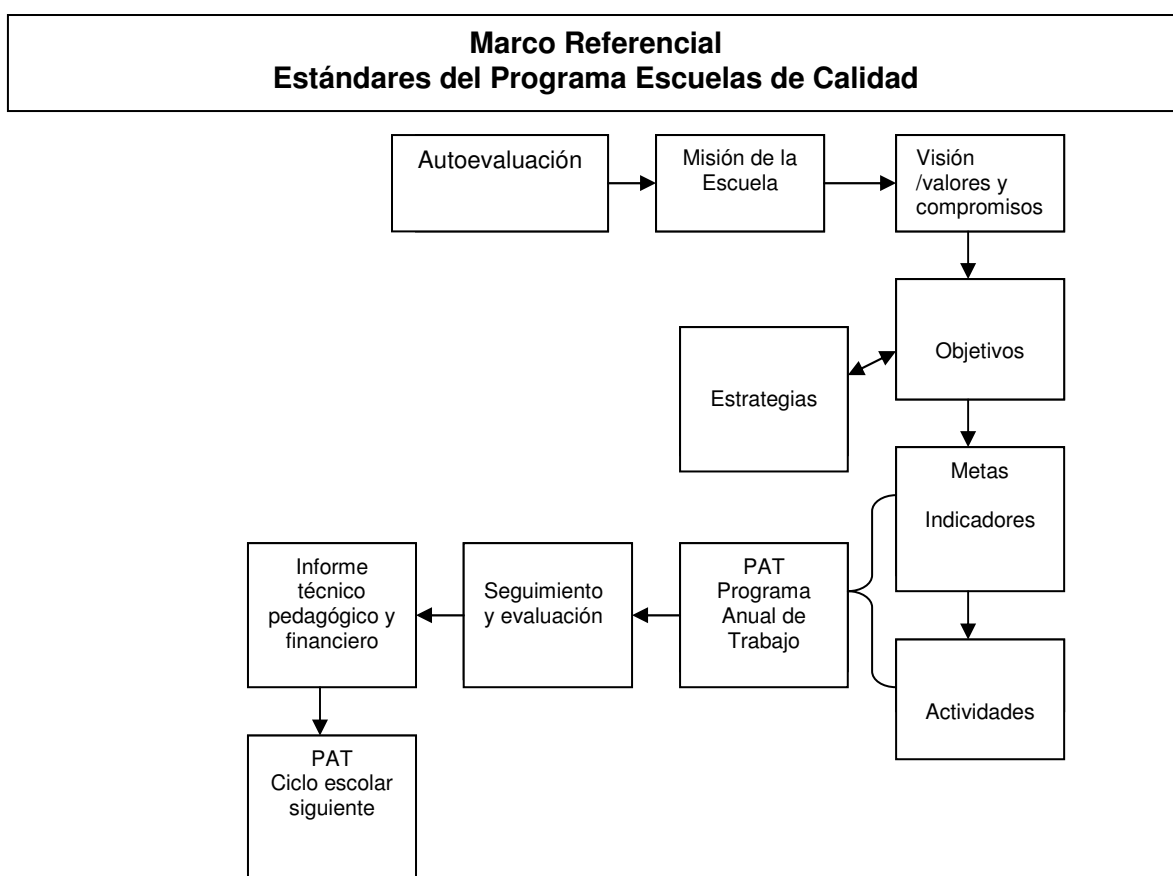 Marco Referencial
Estándares del Programa Escuelas de Calidad
Autoevaluación
Misión de la
Escuela
Visión
/valores y
compromisos
Objetivos
Estrategias
Metas
Indicadores
Informe
técnico
pedagógico y
financiero
Seguimiento
y evaluación
PAT
Programa
Anual de
Trabajo
Actividades
PAT
Ciclo escolar
siguiente